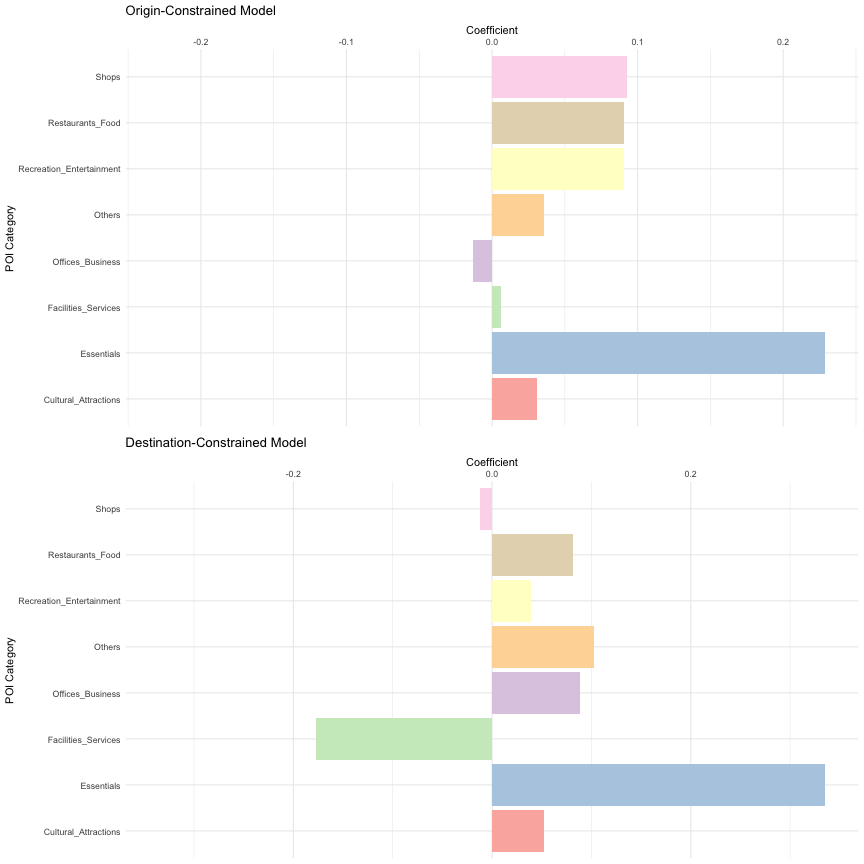 Origin-Constrained Model
Coefficient
-0.2 -0.1 0.0 0.1 0.2
Shops
Restaurants_Food
Recreation_Entertainment
Others
Offices_Business
Facilities_Services
Essentials
Cultural_Attractions
POI Category
Destination-Constrained Model
Coefficient
-0.2 0.0 0.2
Shops
Restaurants_Food
Recreation_Entertainment
Others
Offices_Business
Facilities_Services
Essentials
Cultural_Attractions
POI Category